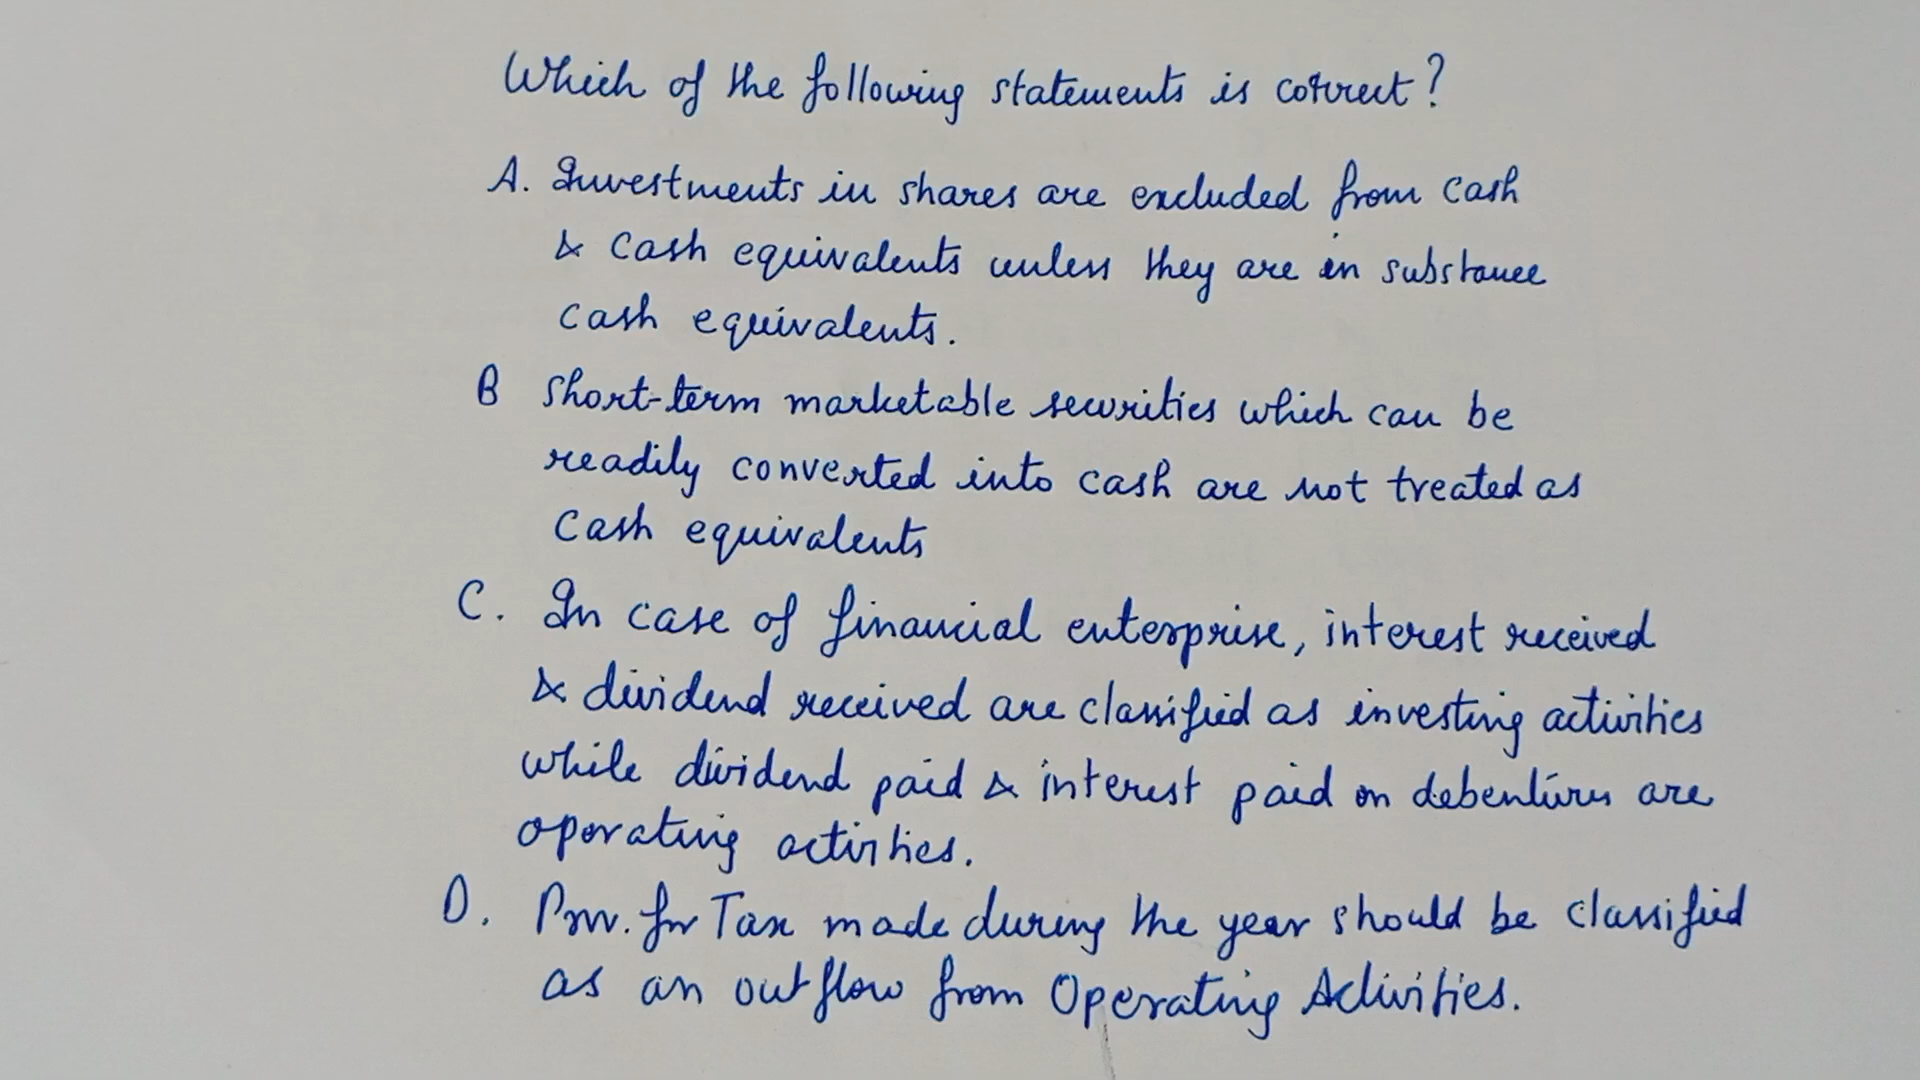 Which of the following statements is correct?
A. Investments in shares are excluded from cash
& cash equivalents unless they are in substance
cash equivalents.
B Short-term marketable securities which can be
readily converted into cash are not treated as
cash equivalents
C. In case of financial enterprise, interest received
& dividend received are classified as investing activities
while dividend paid & interest paid on debentures are
operating activities.
D. Prov. for Tax made during the year should be classified
as an outflow from Operating Activities.